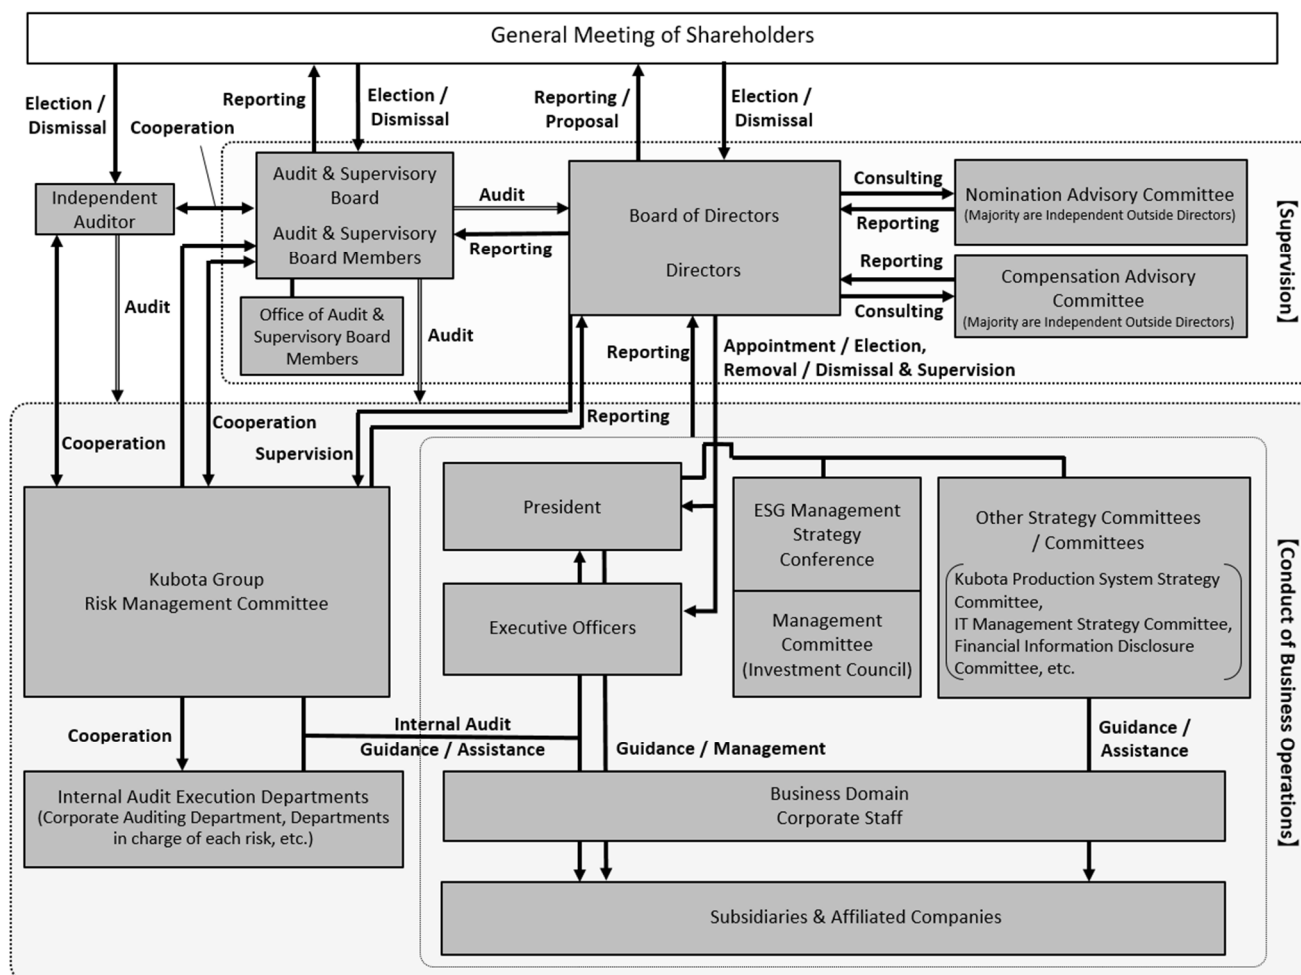 General Meeting of Shareholders
Election /
Dismissal
Cooperation
Reporting
Election /
Dismissal
Reporting /
Proposal
Election /
Dismissal
Independent
Auditor
Audit & Supervisory
Board
Audit & Supervisory
Board Members
Audit
Reporting
Board of Directors
Directors
Consulting
Reporting
Nomination Advisory Committee
(Majority are Independent Outside Directors)
Reporting
Consulting
Compensation Advisory
Committee
(Majority are Independent Outside Directors)
【Supervision】
Audit
Office of Audit &
Supervisory Board
Members
Audit
Reporting
Appointment / Election,
Removal / Dismissal & Supervision
Cooperation
Cooperation
Supervision
Reporting
Kubota Group
Risk Management Committee
President
Executive Officers
ESG Management
Strategy
Conference
Management
Committee
(Investment Council)
Other Strategy Committees
/ Committees
Kubota Production System Strategy
Committee,
IT Management Strategy Committee,
Financial Information Disclosure
Committee, etc.
【Conduct of Business Operations】
Cooperation
Internal Audit
Guidance / Assistance
Guidance / Management
Guidance /
Assistance
Internal Audit Execution Departments
(Corporate Auditing Department, Departments
in charge of each risk, etc.)
Business Domain
Corporate Staff
Subsidiaries & Affiliated Companies